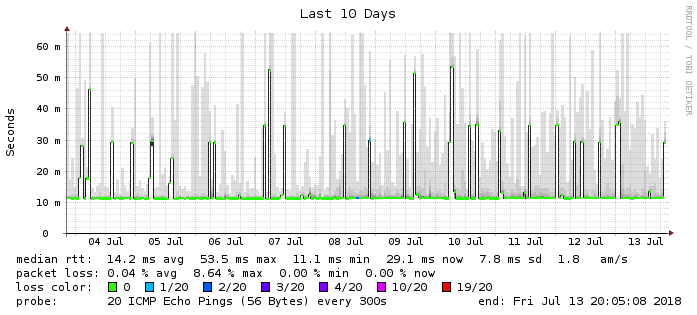 Last 10 Days
RRDTOOL / TOBI OETIKER
Seconds
60 m
50 m
40 m
30 m
20 m
10 m
0
04 Jul 05 Jul 06 Jul 07 Jul 08 Jul 09 Jul 10 Jul 11 Jul 12 Jul 13 Jul
median rtt: 14.2 ms avg 53.5 ms max 11.1 ms min 29.1 ms now 7.8 ms sd 1.8 am/s
packet loss: 0.04 % avg 8.64 % max 0.00 % min 0.00 % now
loss color: 0 1/20 2/20 3/20 4/20 10/20 19/20
probe: 20 ICMP Echo Pings (56 Bytes) every 300s end: Fri Jul 13 20:05:08 2018